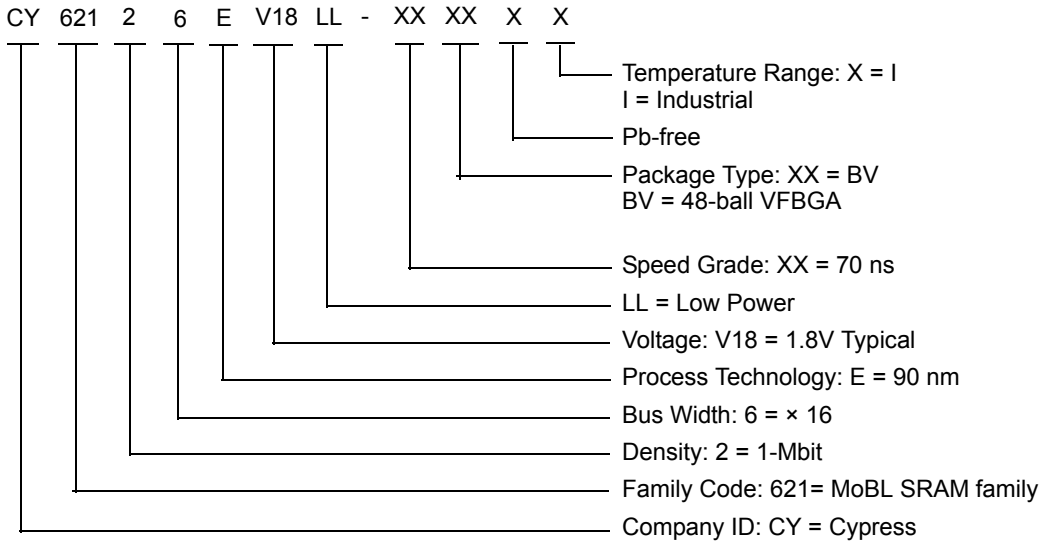 CY 621 2 6 E V18 LL - XX XX X X
Temperature Range: X = I
I = Industrial
Pb-free
Package Type: XX = BV
BV = 48-ball VFBGA
Speed Grade: XX = 70 ns
LL = Low Power
Voltage: V18 = 1.8V Typical
Process Technology: E = 90 nm
Bus Width: 6 = × 16
Density: 2 = 1-Mbit
Family Code: 621= MoBL SRAM family
Company ID: CY = Cypress